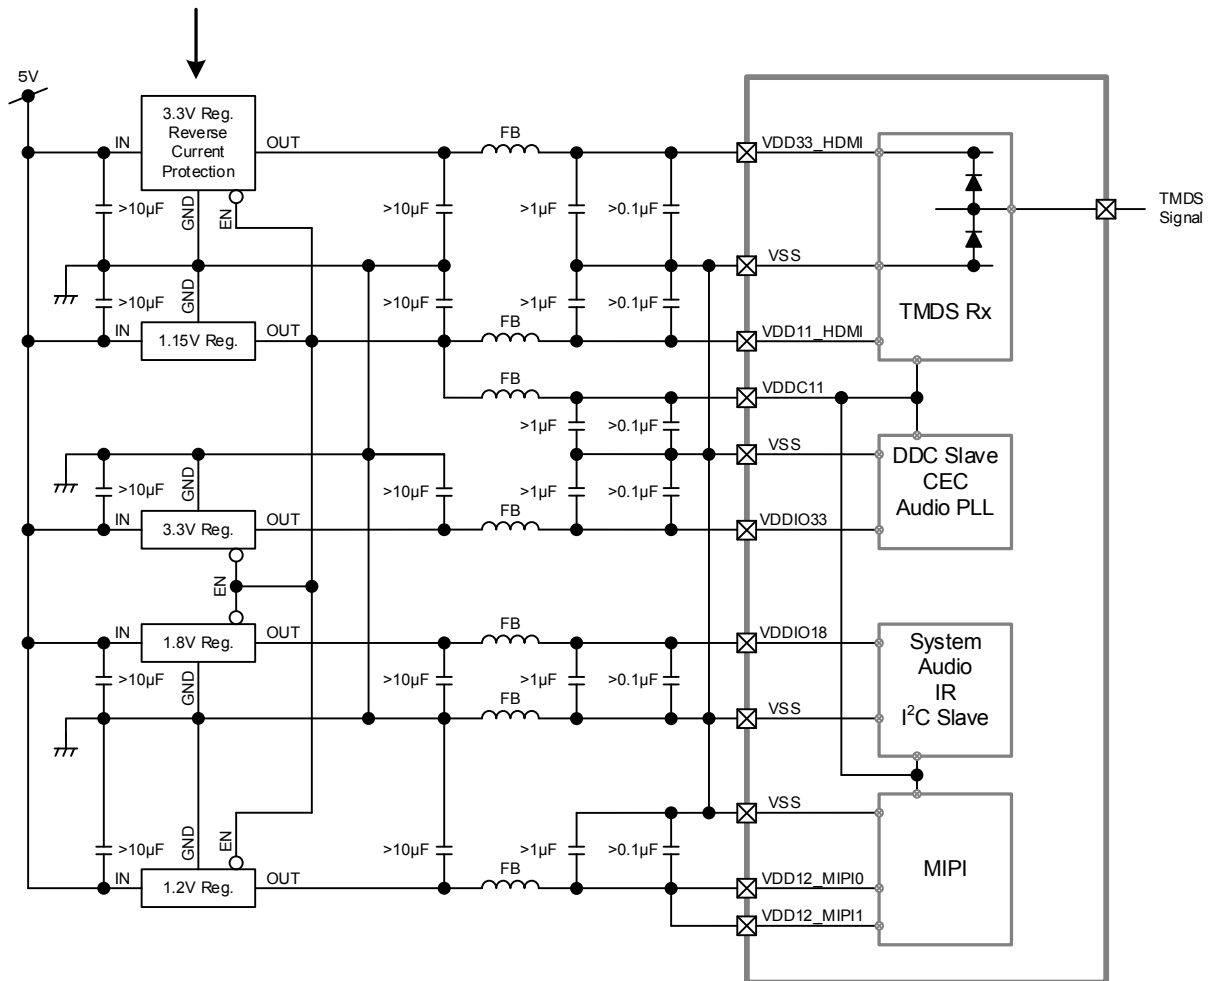 5V
3.3V Reg.
Reverse
Current
Protection
IN
OUT
GND
EN
FB
>10µF
>10µF
>1µF
>0.1µF
VDD33_HDMI
TMDS
Signal
VSS
>10µF
GND
>10µF
>1µF
>0.1µF
TMDS Rx
IN
1.15V Reg.
OUT
FB
VDD11_HDMI
FB
VDDC11
>1µF
>0.1µF
VSS
DDC Slave
CEC
Audio PLL
>10µF
GND
>10µF
>1µF
>0.1µF
IN
3.3V Reg.
OUT
FB
VDDIO33
EN
IN
1.8V Reg.
OUT
FB
VDDIO18
System
Audio
IR
I²C Slave
>10µF
GND
>10µF
>1µF
>0.1µF
FB
VSS
VSS
>10µF
GND
EN
>10µF
>1µF
>0.1µF
MIPI
IN
1.2V Reg.
OUT
FB
VDD12_MIPI0
VDD12_MIPI1